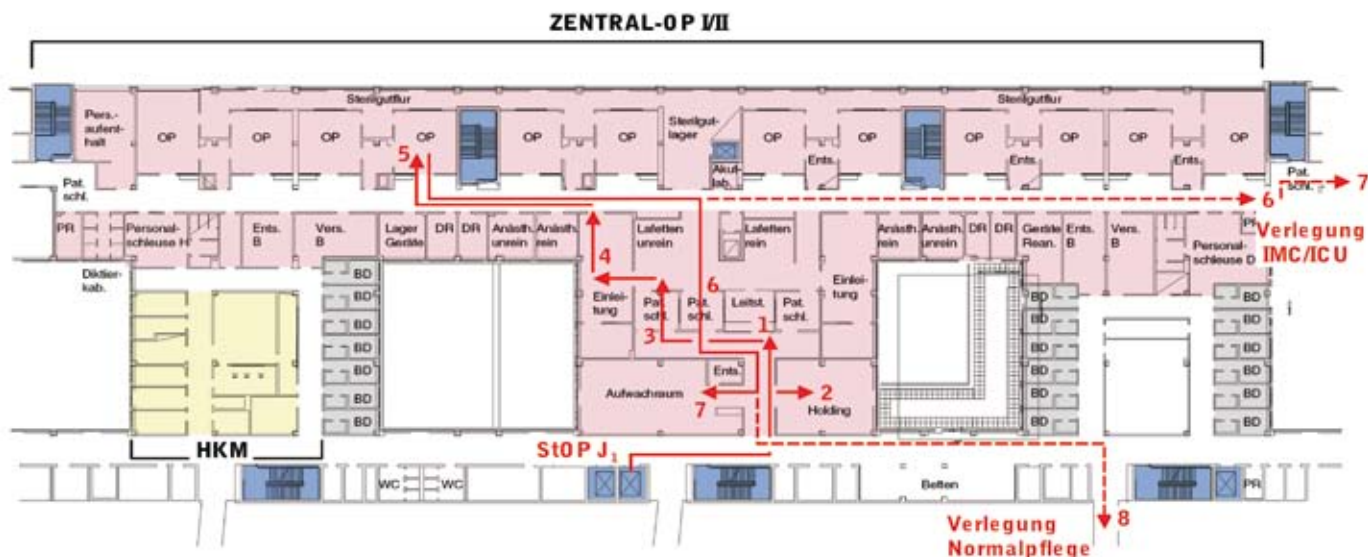 ZENTRAL-OP I/II
Sterilgutflur
Sterilgutflur
Pers.-
aufent-
halt
OP
OP
OP
OP
OP
OP
Sterilgut-
lager
OP
OP
OP
OP
OP
5
Ents.
Ents.
Ents.
Akut-
lab.
Pat.
schl.
Pat.
schl.
7
6
PR
Personal-
schleuse H
Ents.
B
Vers.
B
Lager
Geräte
DR
DR
Anästh.
unrein
Anästh.
rein
Lafetten
unrein
Lafetten
rein
Anästh.
rein
Anästh.
unrein
DR
DR
Geräte
Rean.
Ents.
B
Vers.
B
Personal-
schleuse D
Verlegung
IMC/ICU
4
6
Diktier-
kab.
BD
BD
BD
BD
BD
BD
BD
Einlei-
tung
Pat.
schl.
Pat.
schl.
Leitst.
Pat.
schl.
Einlei-
tung
3
1
BD
BD
BD
BD
BD
BD
BD
BD
BD
BD
BD
BD
Aufwachraum
Ents.
7
2
Holding
HKM
StOP J1
WC
WC
Betten
PR
8
Verlegung
Normalpflege